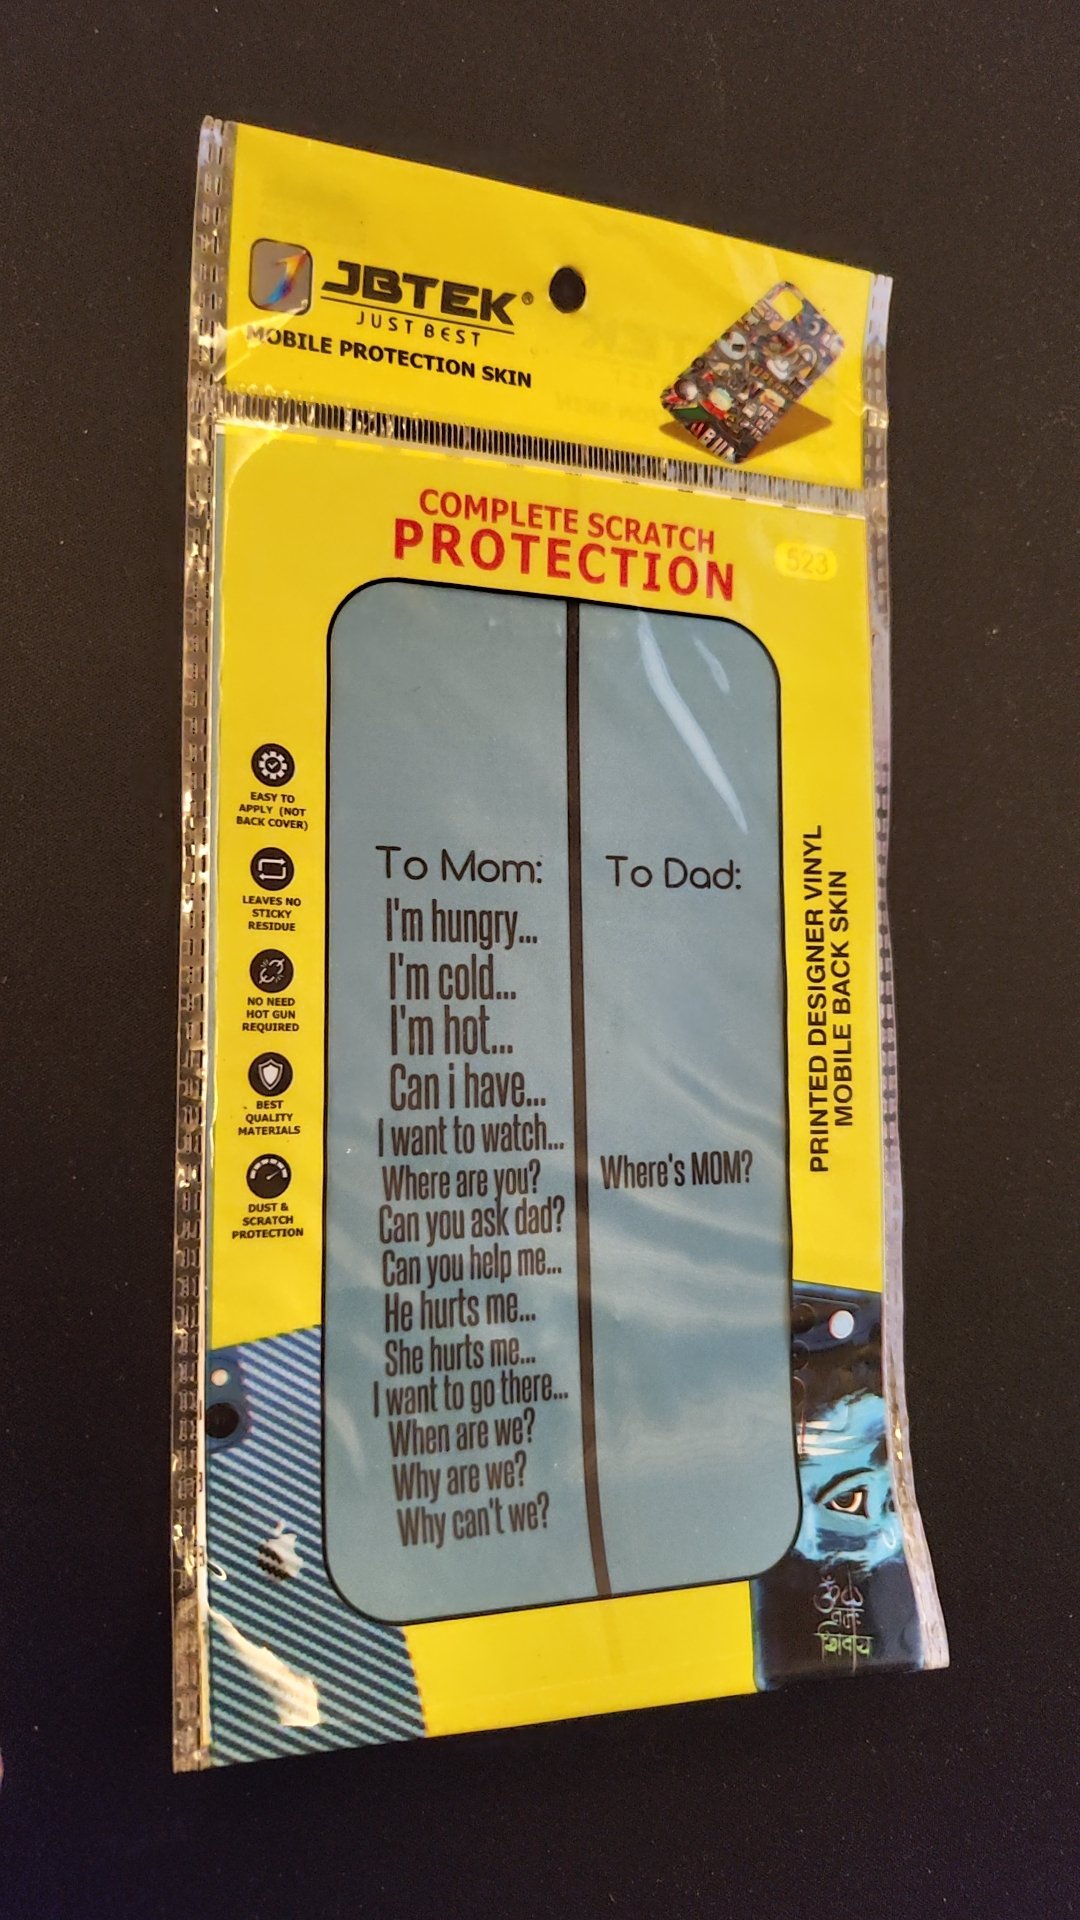 JBTEK®
JUST BEST
MOBILE PROTECTION SKIN
COMPLETE SCRATCH
PROTECTION
523
EASY TO
APPLY (NOT
BACK COVER)
LEAVES NO
STICKY
RESIDUE
NO NEED
HOT GUN
REQUIRED
BEST
QUALITY
MATERIALS
DUST &
SCRATCH
PROTECTION
To Mom:
I'm hungry...
I'm cold...
I'm hot...
Can i have...
I want to watch...
Where are you?
Can you ask dad?
Can you help me...
He hurts me...
She hurts me...
I want to go there...
When are we?
Why are we?
Why can't we?
To Dad:
Where's MOM?
PRINTED DESIGNER VINYL
MOBILE BACK SKIN
ॐ
नमः
शिवाय